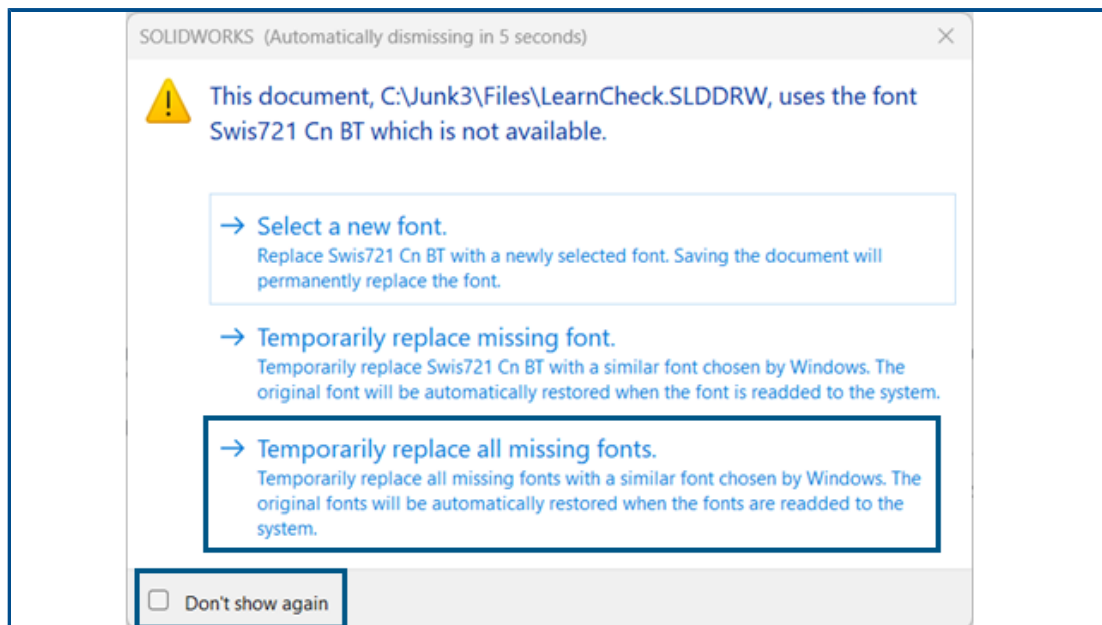 SOLIDWORKS (Automatically dismissing in 5 seconds)
This document, C:\Junk3\Files\LearnCheck.SLDDRW, uses the font
Swis721 Cn BT which is not available.
Select a new font.
Replace Swis721 Cn BT with a newly selected font. Saving the document will
permanently replace the font.
Temporarily replace missing font.
Temporarily replace Swis721 Cn BT with a similar font chosen by Windows. The
original font will be automatically restored when the font is readded to the system.
Temporarily replace all missing fonts.
Temporarily replace all missing fonts with a similar font chosen by Windows. The
original fonts will be automatically restored when the fonts are readded to the
system.
Don't show again